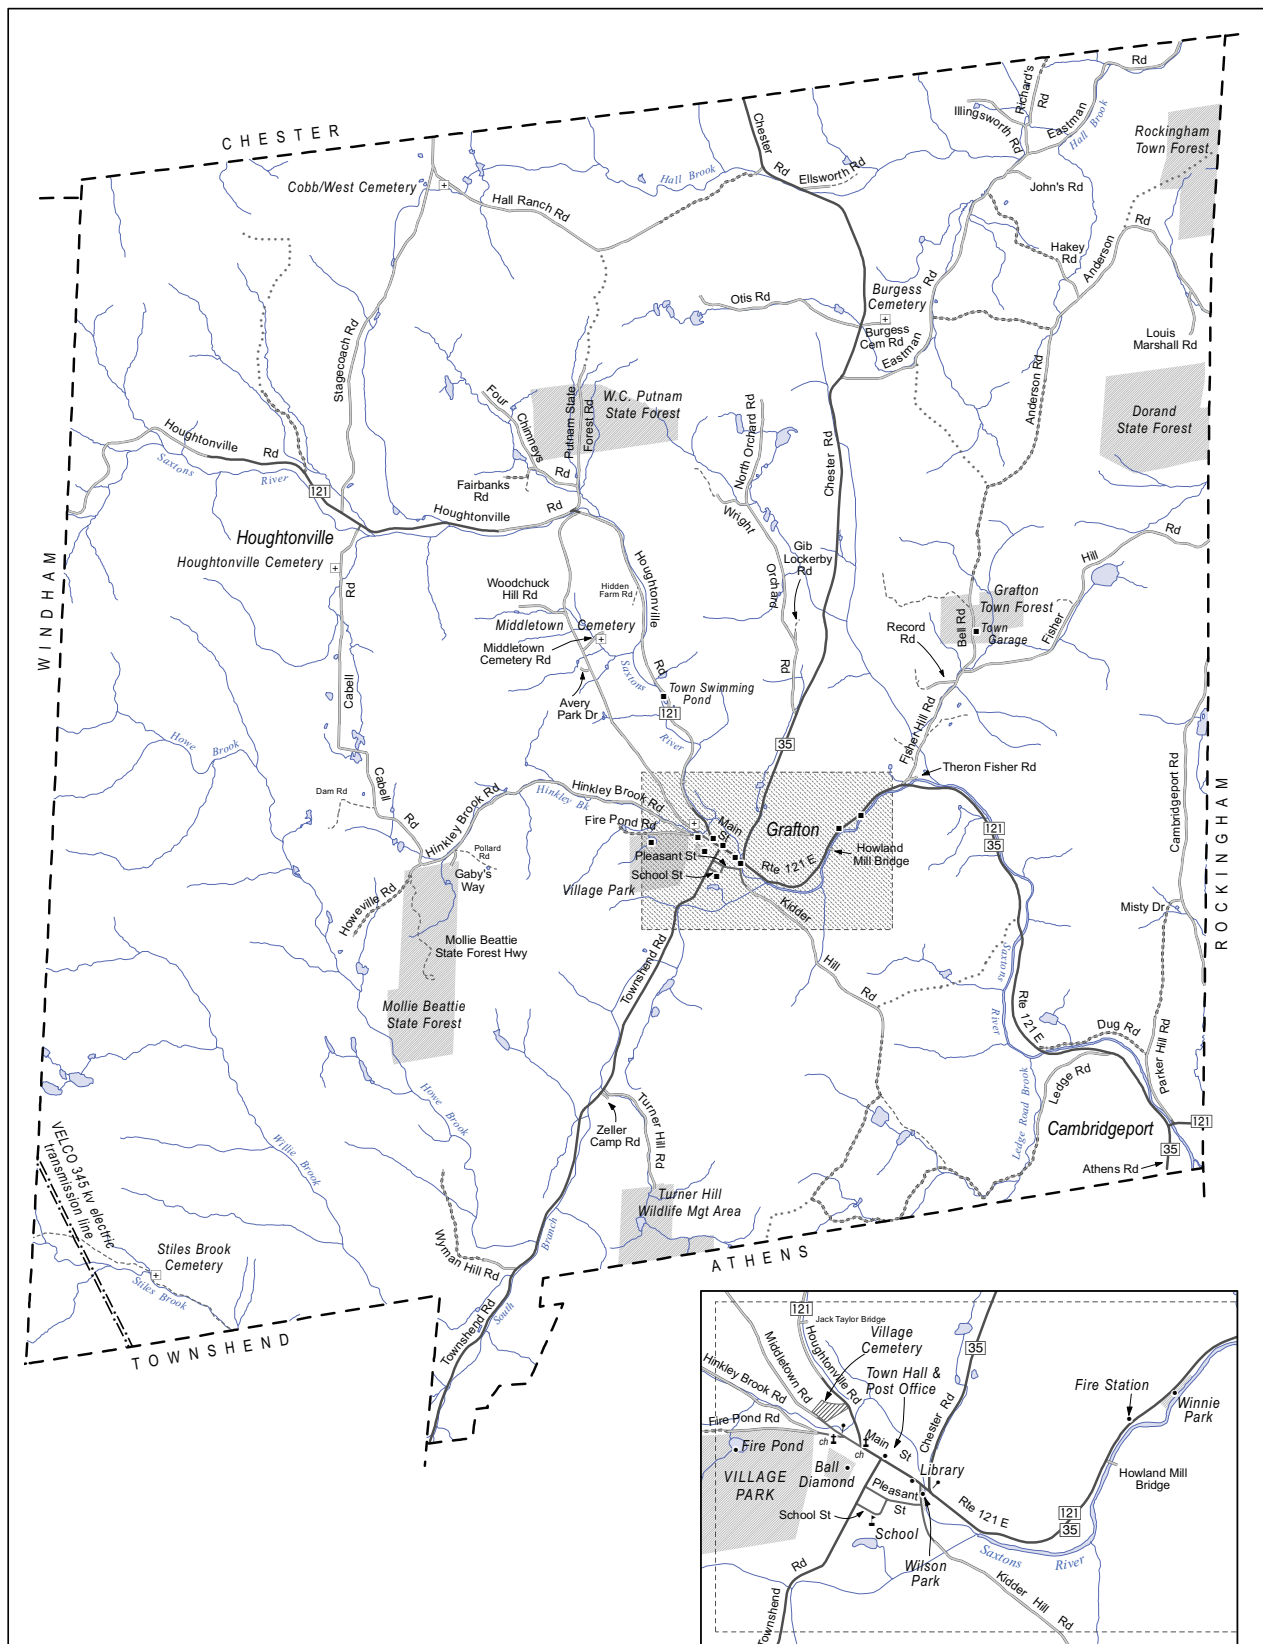 CHESTER
Cobb/West Cemetery
Hall Ranch Rd
Chester
Rd
Hall Brook
Ellsworth Rd
Illingsworth Rd
Richard's
Rd
Eastman
Rd
Hall Brook
Rockingham
Town Forest
John's Rd
Hakey
Rd
Anderson
Rd
Otis Rd
Burgess
Cemetery
Rd
Burgess
Cem Rd
Eastman
Louis
Marshall Rd
Stagecoach Rd
Anderson Rd
Dorand
State Forest
Four
Chimneys
Rd
Putnam State
Forest Rd
W.C. Putnam
State Forest
North Orchard Rd
Chester Rd
Houghtonville
Rd
Saxtons
River
121
Fairbanks
Rd
Houghtonville
Rd
Wright
Orchard
Rd
Gib
Lockerby
Rd
Houghtonville
Houghtonville Cemetery
WINDHAM
Rd
Cabell
Woodchuck
Hill Rd
Hidden
Farm Rd
Houghtonville
Rd
Middletown Cemetery
Middletown
Cemetery Rd
Saxtons
River
Avery
Park Dr
Town Swimming
Pond
121
35
Hill
Rd
Fisher
Grafton
Town Forest
Bell Rd
Town
Garage
Record
Rd
Fisher Hill Rd
Theron Fisher Rd
Howe Brook
Cabell
Rd
Dam Rd
Hinkley Brook Rd
Hinkley Bk
Hinkley Brook Rd
Fire Pond Rd
Main
St
Grafton
Pleasant St
School St
Rte 121 E
Howland
Mill Bridge
Village Park
Kidder
Hill
Rd
121
35
Cambridgeport Rd
ROCKINGHAM
Pollard
Rd
Gaby's
Way
Howeville Rd
Mollie Beattie
State Forest Hwy
Mollie Beattie
State Forest
Townshend Rd
Misty Dr
Saxtons
River
Rte 121 E
Dug Rd
Ledge Rd
Parker Hill Rd
Ledge Road Brook
Cambridgeport
121
35
Athens Rd
Howe Brook
Willie Brook
Zeller
Camp Rd
Turner Hill Rd
Turner Hill
Wildlife Mgt Area
ATHENS
VELCO 345 kv electric
transmission line
Stiles Brook
Cemetery
Stiles Brook
TOWNSHEND
Wyman Hill Rd
Townshend Rd
South
Branch
121
Jack Taylor Bridge
Houghtonville Rd
Village
Cemetery
Middletown Rd
Town Hall &
Post Office
35
Hinkley Brook Rd
Fire Pond Rd
Fire Pond
VILLAGE
PARK
ch
ch
Main
St
Chester Rd
Ball
Diamond
Library
Pleasant
St
School St
School
Wilson
Park
Rte 121 E
121
35
Fire Station
Winnie
Park
Howland Mill
Bridge
Saxtons
River
Kidder
Hill
Rd
Rd
Townshend